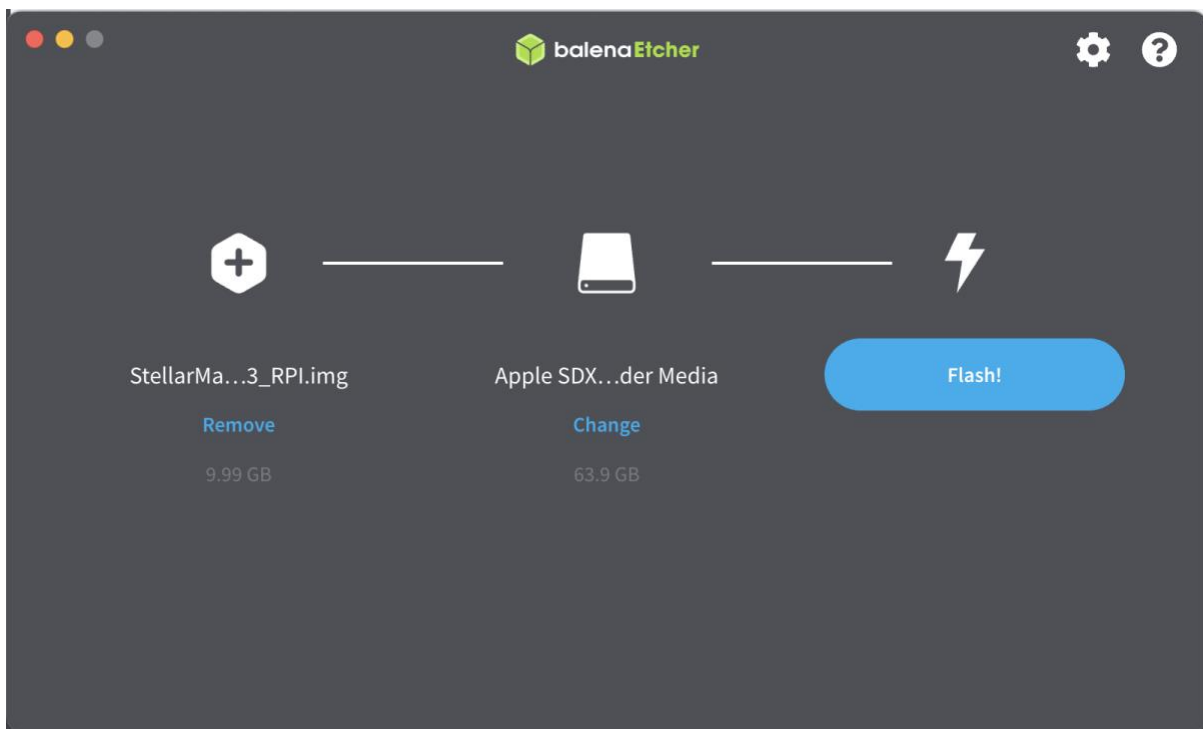 balenaEtcher
StellarMa...3_RPI.img
Apple SDX...der Media
Flash!
Remove
Change
9.99 GB
63.9 GB